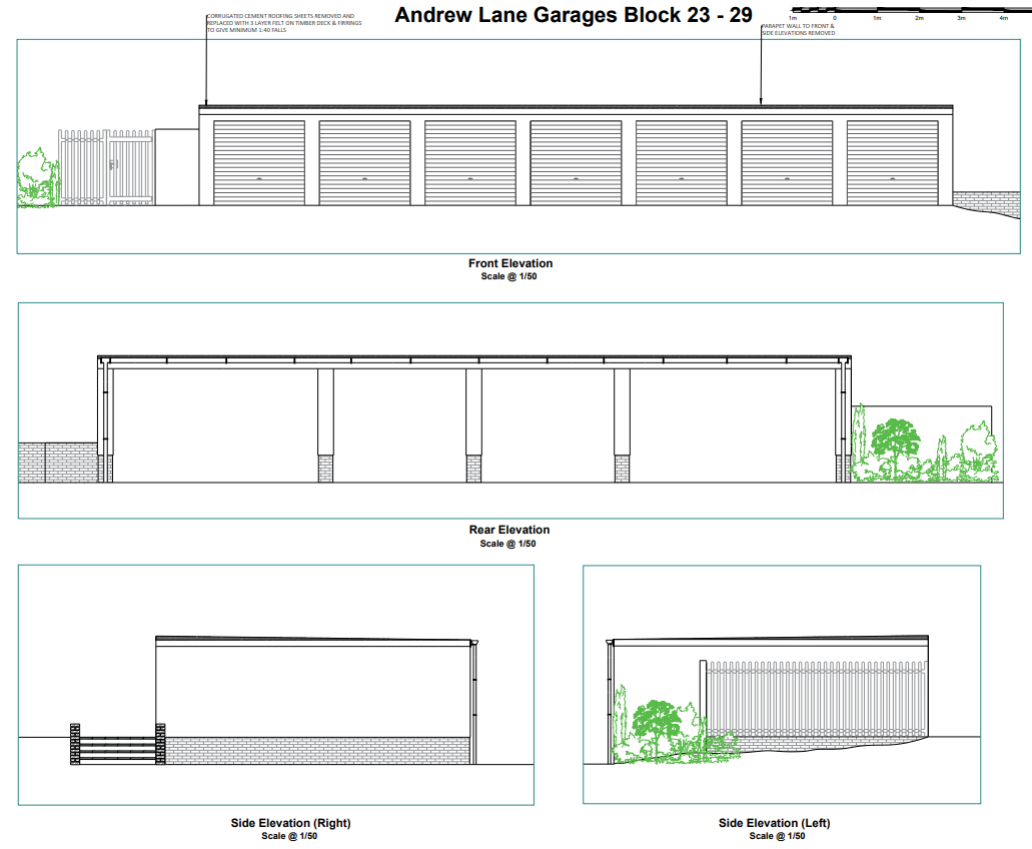 Andrew Lane Garages Block 23 - 29
CORRUGATED CEMENT ROOFING SHEETS REMOVED AND
REPLACED WITH 3 LAYER FELT ON TIMBER DECK & FIRRINGS
TO GIVE MINIMUM 1:40 FALLS
1m 0 1m 2m 3m 4m
PARAPET WALL TO FRONT &
SIDE ELEVATIONS REMOVED
Front Elevation
Scale @ 1/50
Rear Elevation
Scale @ 1/50
Side Elevation (Right)
Scale @ 1/50
Side Elevation (Left)
Scale @ 1/50